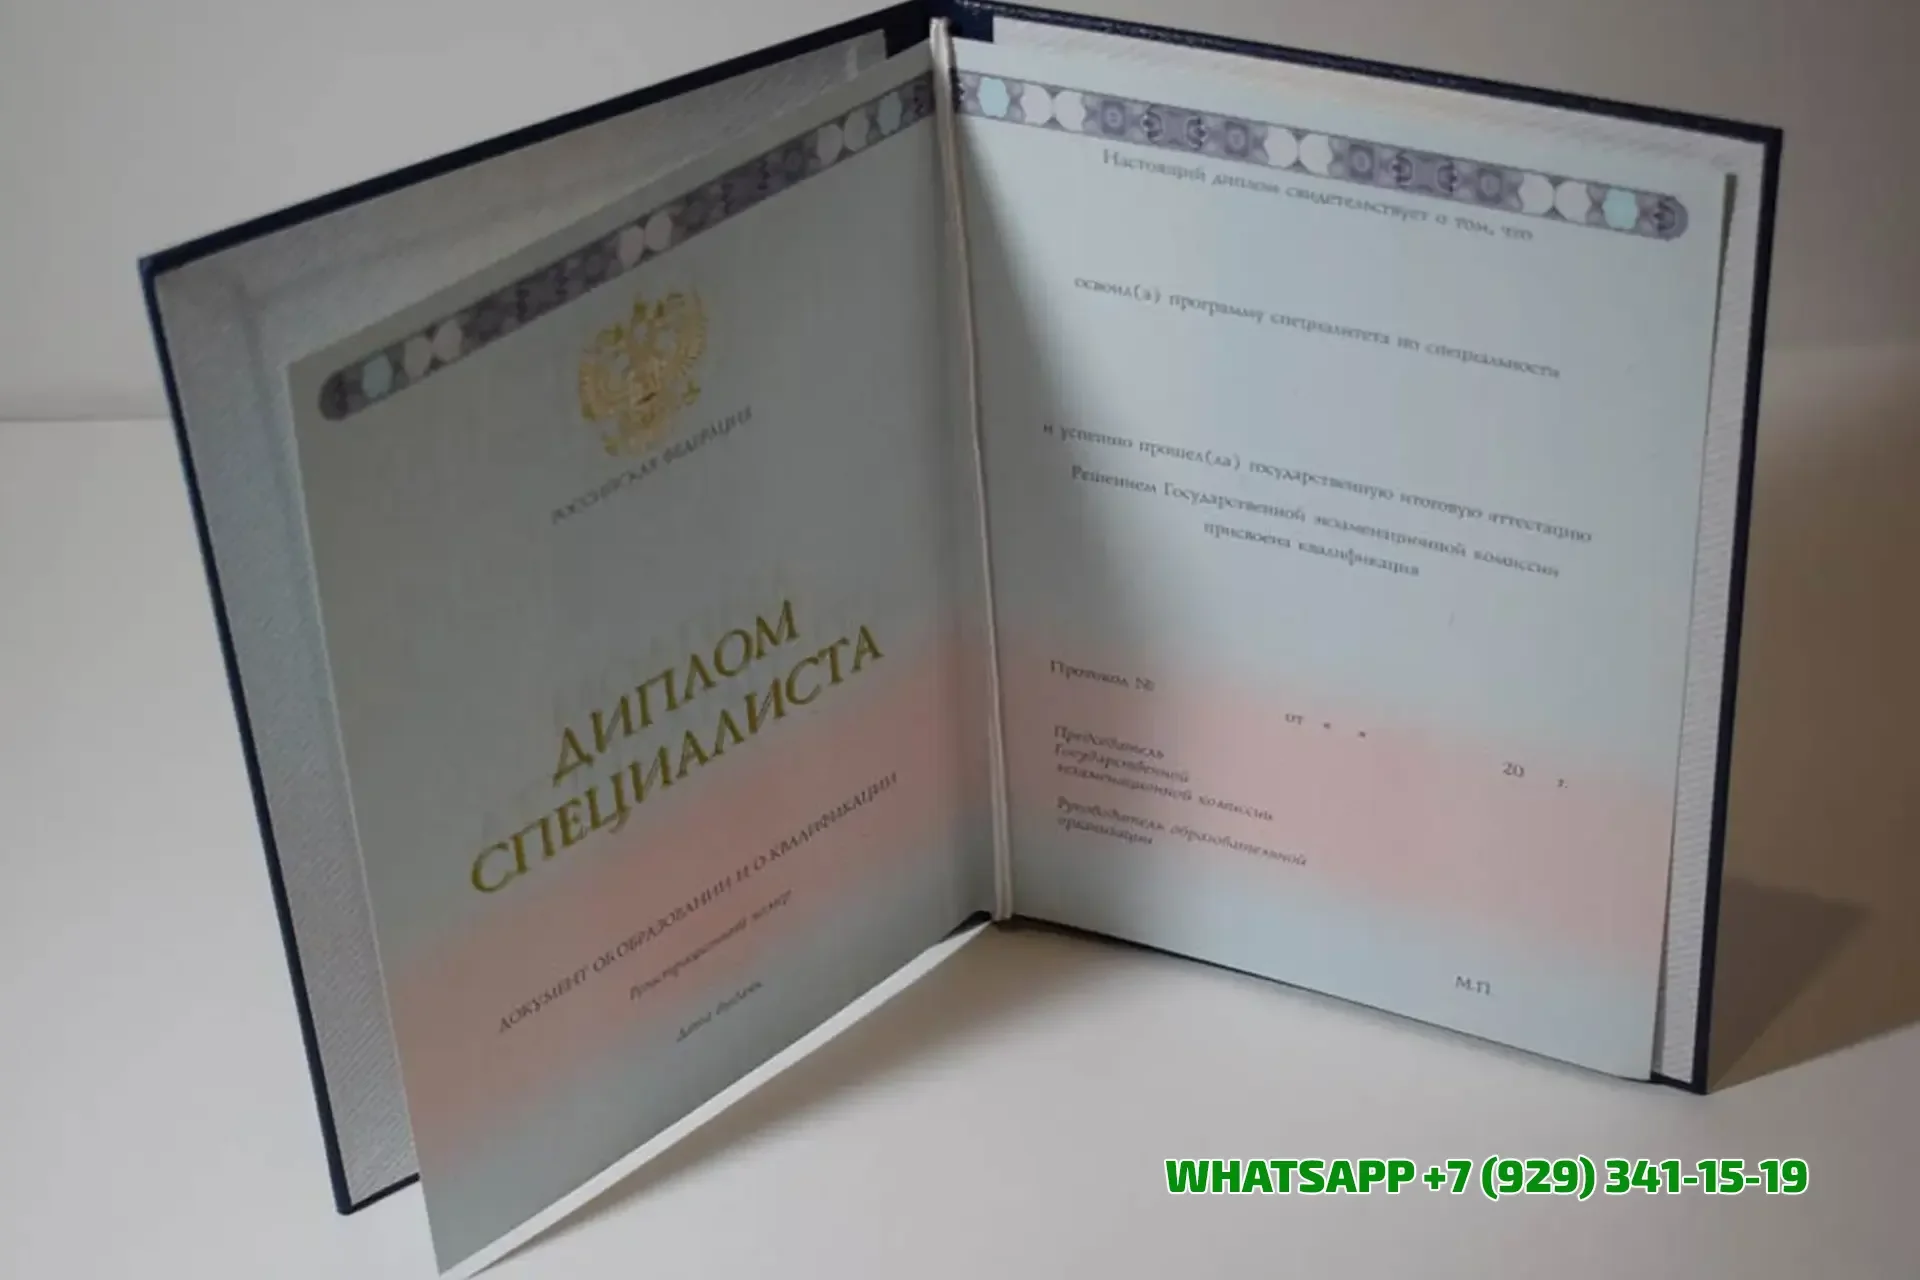 РОССИЙСКАЯ ФЕДЕРАЦИЯ
ДИПЛОМ
СПЕЦИАЛИСТА
ДОКУМЕНТ ОБ ОБРАЗОВАНИИ И О КВАЛИФИКАЦИИ
Регистрационный номер
Дата выдачи
Настоящий диплом свидетельствует о том, что
освоил(а) программу специалитета по специальности
и успешно прошел(ла) государственную итоговую аттестацию
Решением Государственной экзаменационной комиссии
присвоена квалификация
Протокол №
от « » 20 г.
Председатель
Государственной
экзаменационной комиссии
Руководитель образовательной
организации
М.П.
WHATSAPP +7 (929) 341-15-19